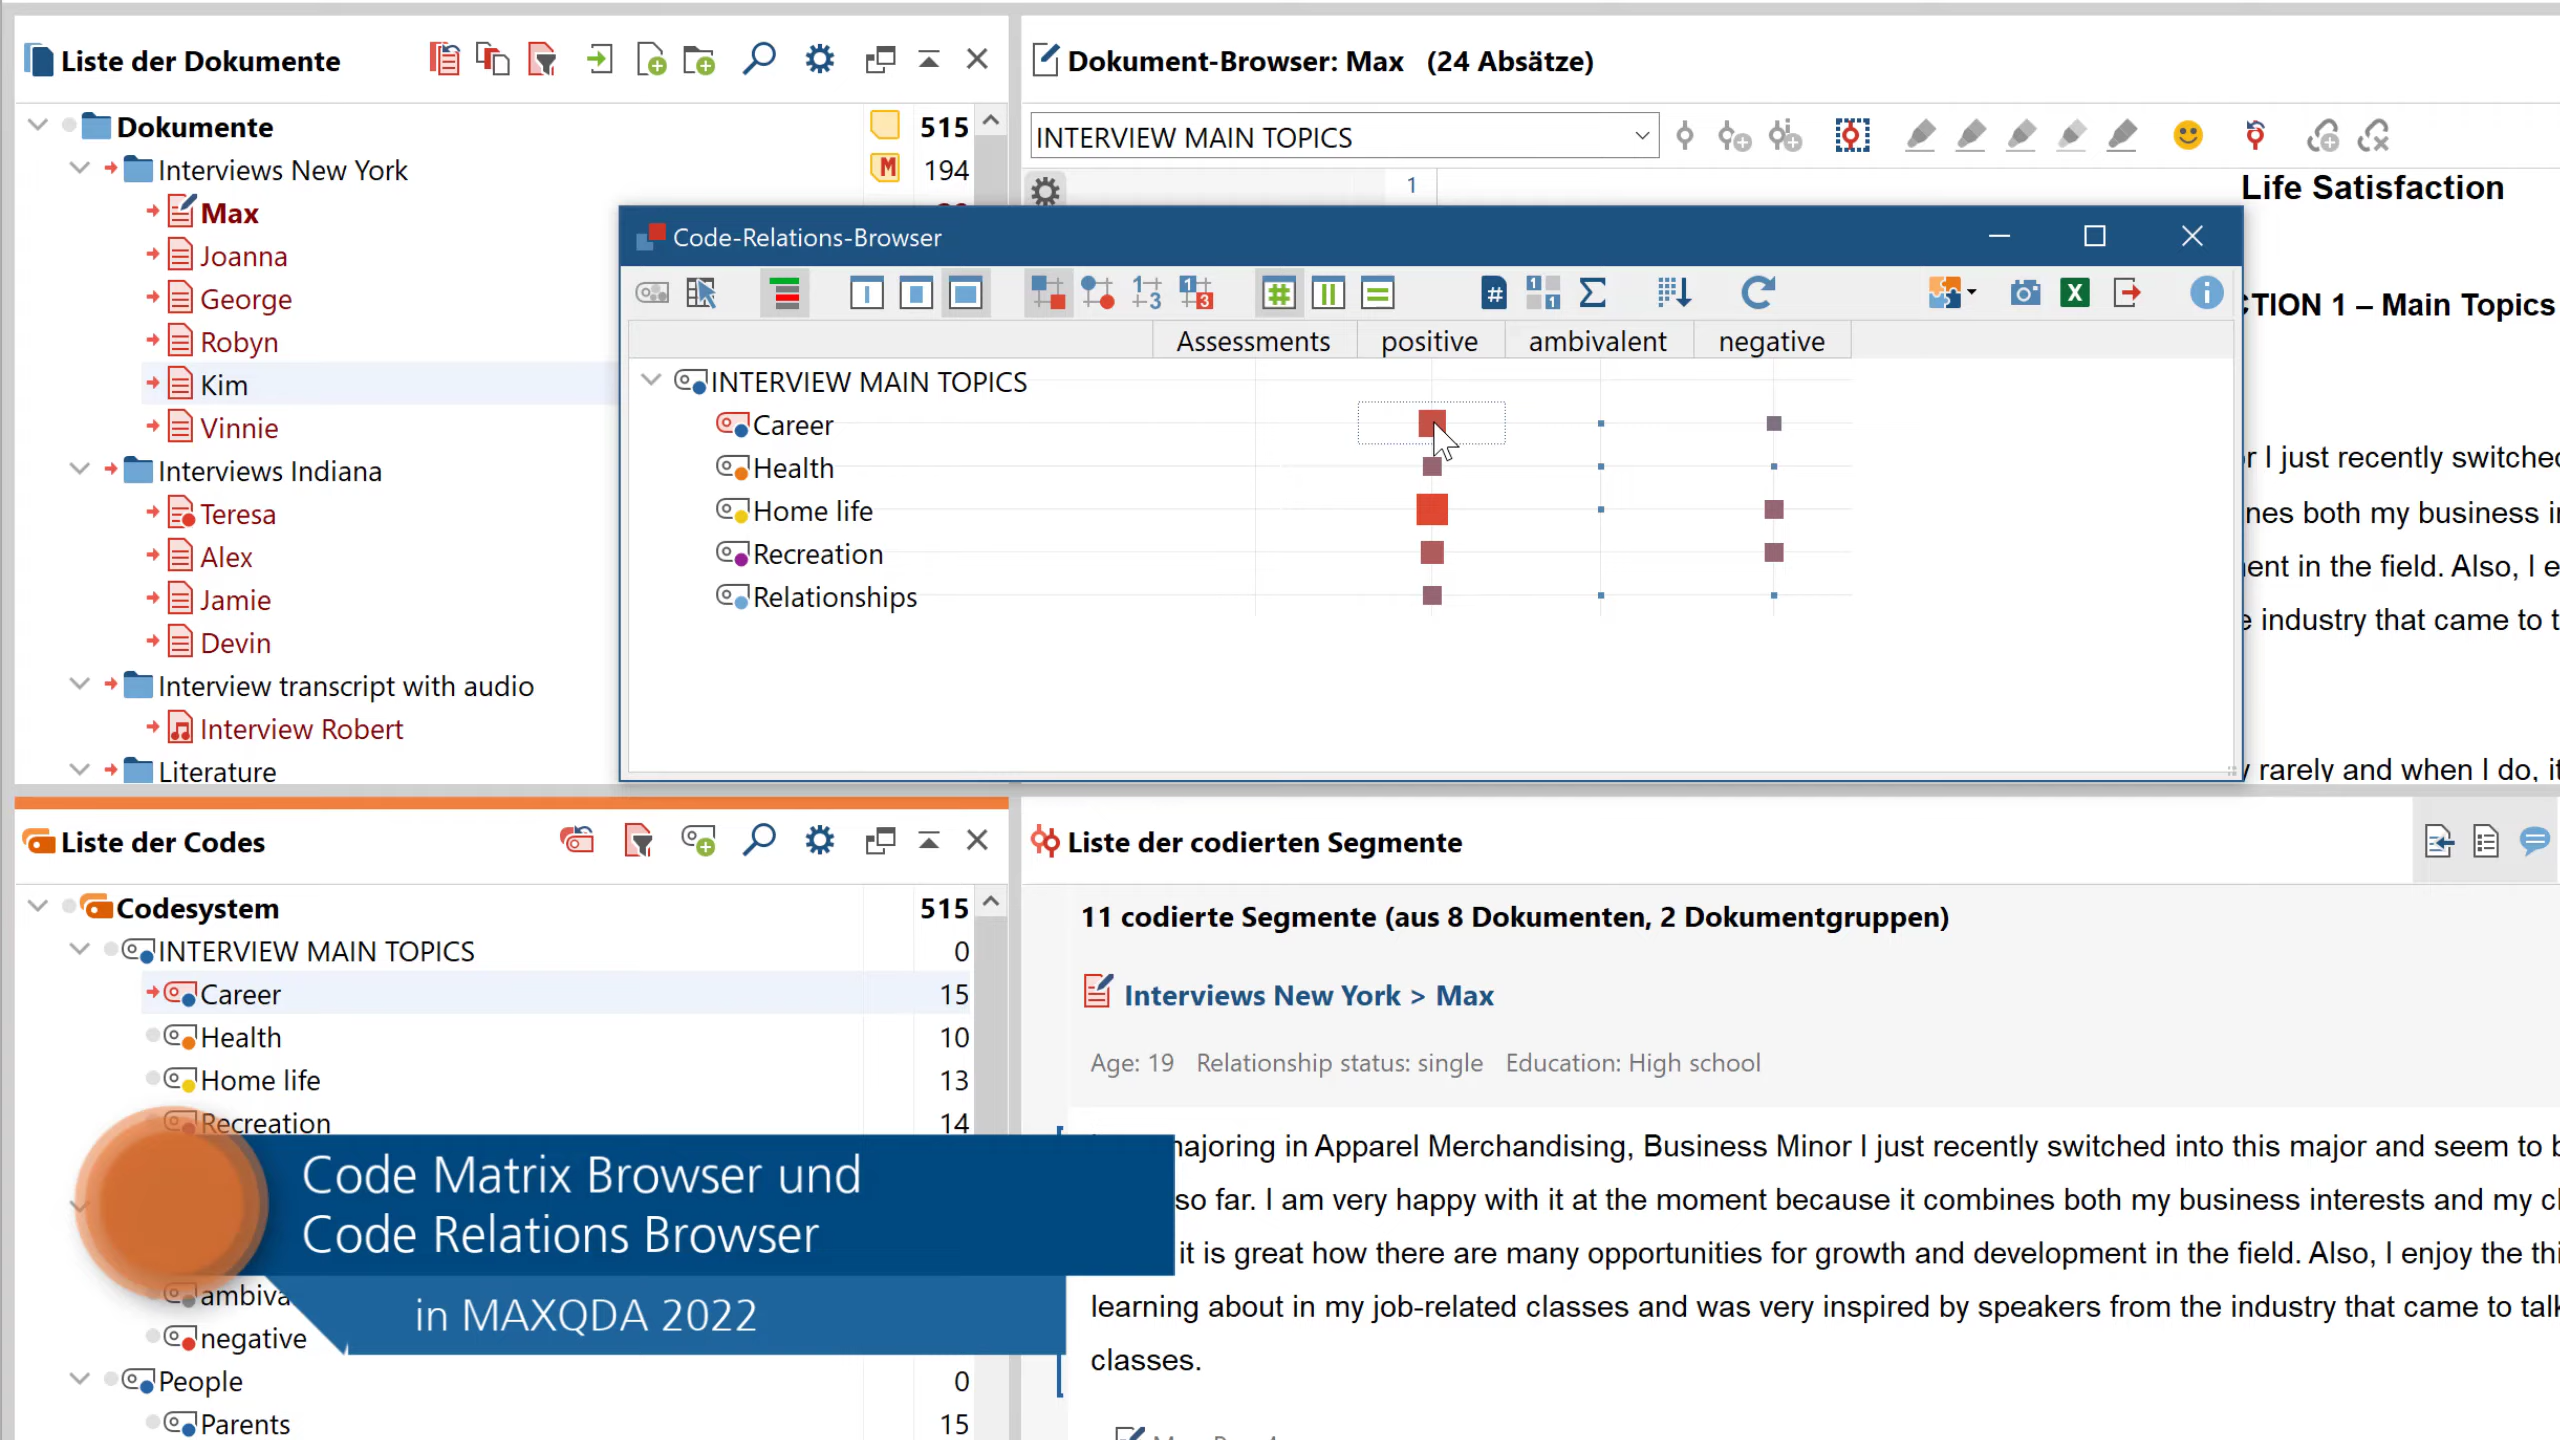 Liste der Dokumente
Dokumente 515
Interviews New York M 194
Max
Joanna
George
Robyn
Kim
Vinnie
Interviews Indiana
Teresa
Alex
Jamie
Devin
Interview transcript with audio
Interview Robert
Literature
Dokument-Browser: Max (24 Absätze)
INTERVIEW MAIN TOPICS
1
Life Satisfaction
TION 1 – Main Topics
r I just recently switched
nes both my business in
ent in the field. Also, I e
industry that came to t
rarely and when I do, it
Code-Relations-Browser
Assessments positive ambivalent negative
INTERVIEW MAIN TOPICS
Career
Health
Home life
Recreation
Relationships
Liste der Codes
Codesystem 515
INTERVIEW MAIN TOPICS 0
Career 15
Health 10
Home life 13
Recreation 14
ambiva
negative
People 0
Parents 15
Code Matrix Browser und
Code Relations Browser
in MAXQDA 2022
Liste der codierten Segmente
11 codierte Segmente (aus 8 Dokumenten, 2 Dokumentgruppen)
Interviews New York > Max
Age: 19 Relationship status: single Education: High school
majoring in Apparel Merchandising, Business Minor I just recently switched into this major and seem to b
so far. I am very happy with it at the moment because it combines both my business interests and my cl
it is great how there are many opportunities for growth and development in the field. Also, I enjoy the thi
learning about in my job-related classes and was very inspired by speakers from the industry that came to talk
classes.